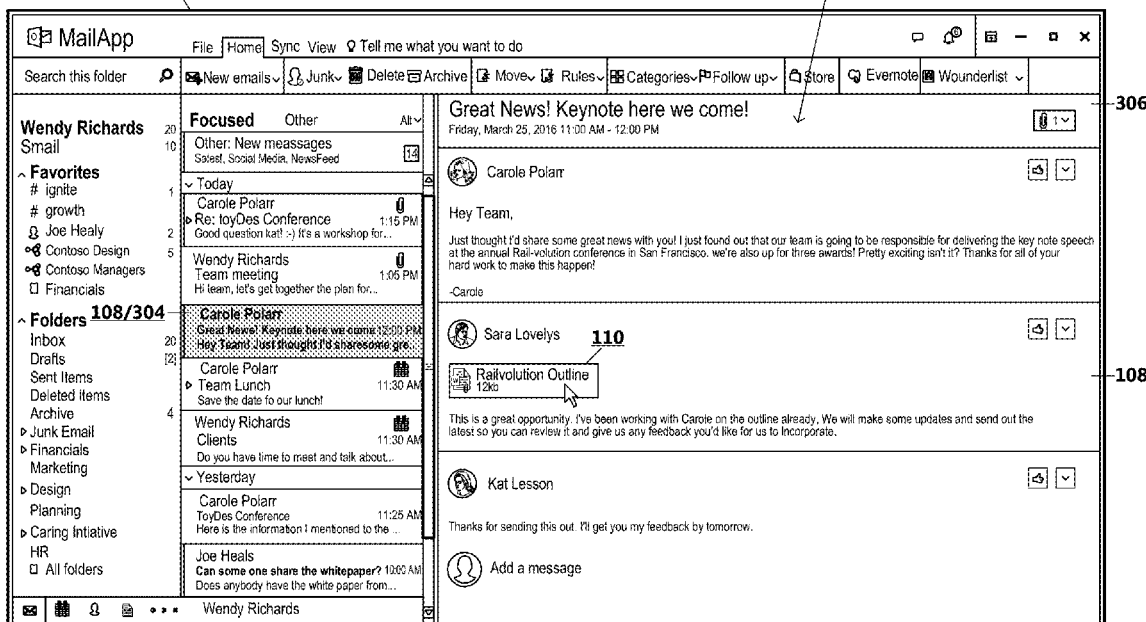 MailApp
File Home Sync View Tell me what you want to do
Search this folder New emails Junk Delete Archive Move Rules Categories Follow up Store Evernote Wounderlist
306
Wendy Richards 20
Smail 10
Favorites
# ignite 1
# growth
Joe Healy 2
Contoso Design 5
Contoso Managers
Financials
108/304
Folders
Inbox 20
Drafts [2]
Sent Items
Deleted items
Archive 4
Junk Email
Financials
Marketing
Design
Planning
Caring Intiative
HR
All folders
Focused Other All
Other: New meassages
Social Media, NewsFeed 14
Today
Carole Polarr
Re: toyDes Conference 1:15 PM
Good question kat! :-) It's a workshop for...
Wendy Richards
Team meeting 1:05 PM
Hi team, let's get together the plan for...
Carole Polarr
Great News! Keynote here we come 12:00 PM
Hey Team! Just thought I'd sharesome gre.
Carole Polarr
Team Lunch 11:30 AM
Save the date fo our lunch!
Wendy Richards
Clients 11:30 AM
Do you have time to meet and talk about...
Yesterday
Carole Polarr
ToyDes Conference 11:25 AM
Here is the information I mentioned to the ...
Joe Heals
Can some one share the whitepaper? 10:00 AM
Does anybody have the white paper from...
Wendy Richards
Great News! Keynote here we come!
Friday, March 25, 2016 11:00 AM - 12:00 PM
1
Carole Polarr
Hey Team,
Just thought I'd share some great news with you! I just found out that our team is going to be responsible for delivering the key note speech
at the annual Rail-volution conference in San Francisco. we're also up for three awards! Pretty exciting isn't it? Thanks for all of your
hard work to make this happen!
-Carole
Sara Lovelys
110
Railvolution Outline
12kb
108
This is a great opportunity. I've been working with Carole on the outline already. We will make some updates and send out the
latest so you can review it and give us any feedback you'd like for us to incorporate.
Kat Lesson
Thanks for sending this out. I'll get you my feedback by tomorrow.
Add a message